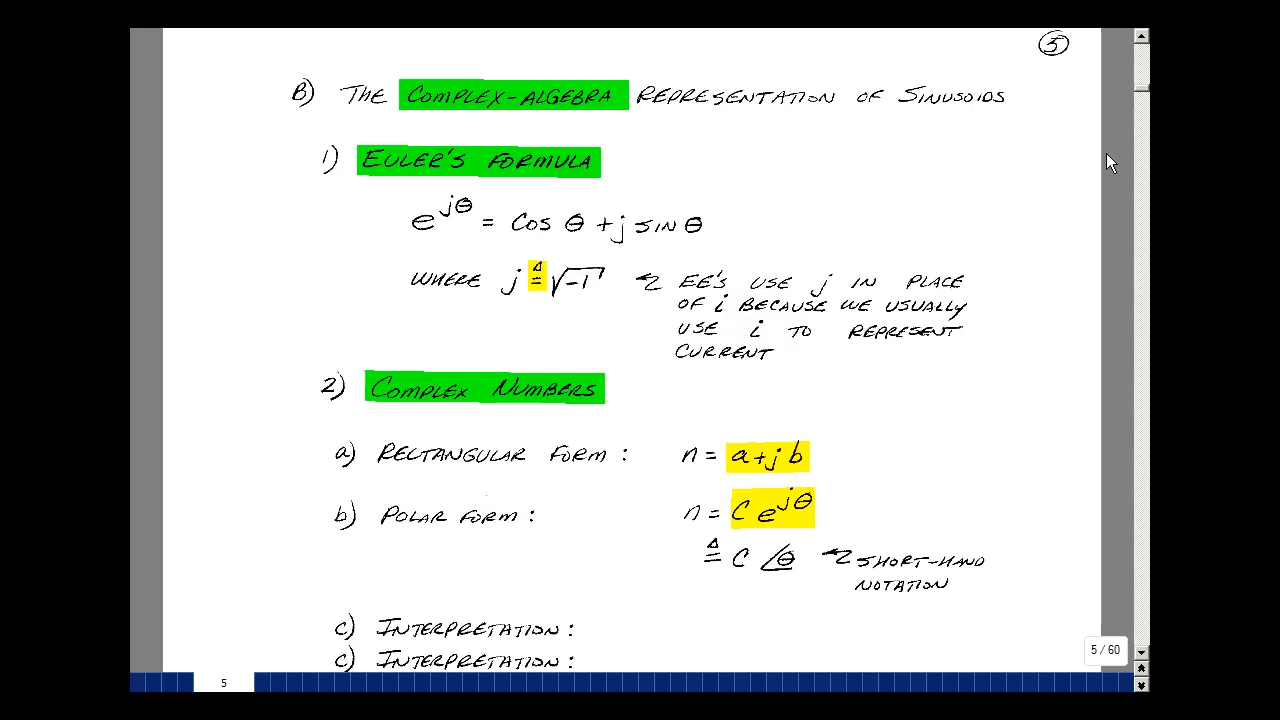 5
B) THE COMPLEX-ALGEBRA REPRESENTATION OF SINUSOIDS
1) EULER'S FORMULA
e^{jθ} = COS θ + j SIN θ
WHERE j ≜ √-1 EE'S USE j IN PLACE
OF i BECAUSE WE USUALLY
USE i TO REPRESENT
CURRENT
2) COMPLEX NUMBERS
a) RECTANGULAR FORM: n = a+jb
b) POLAR FORM: n = C e^{jθ}
≜ C ∠θ SHORT-HAND
NOTATION
c) INTERPRETATION:
c) INTERPRETATION:
5 / 60
5